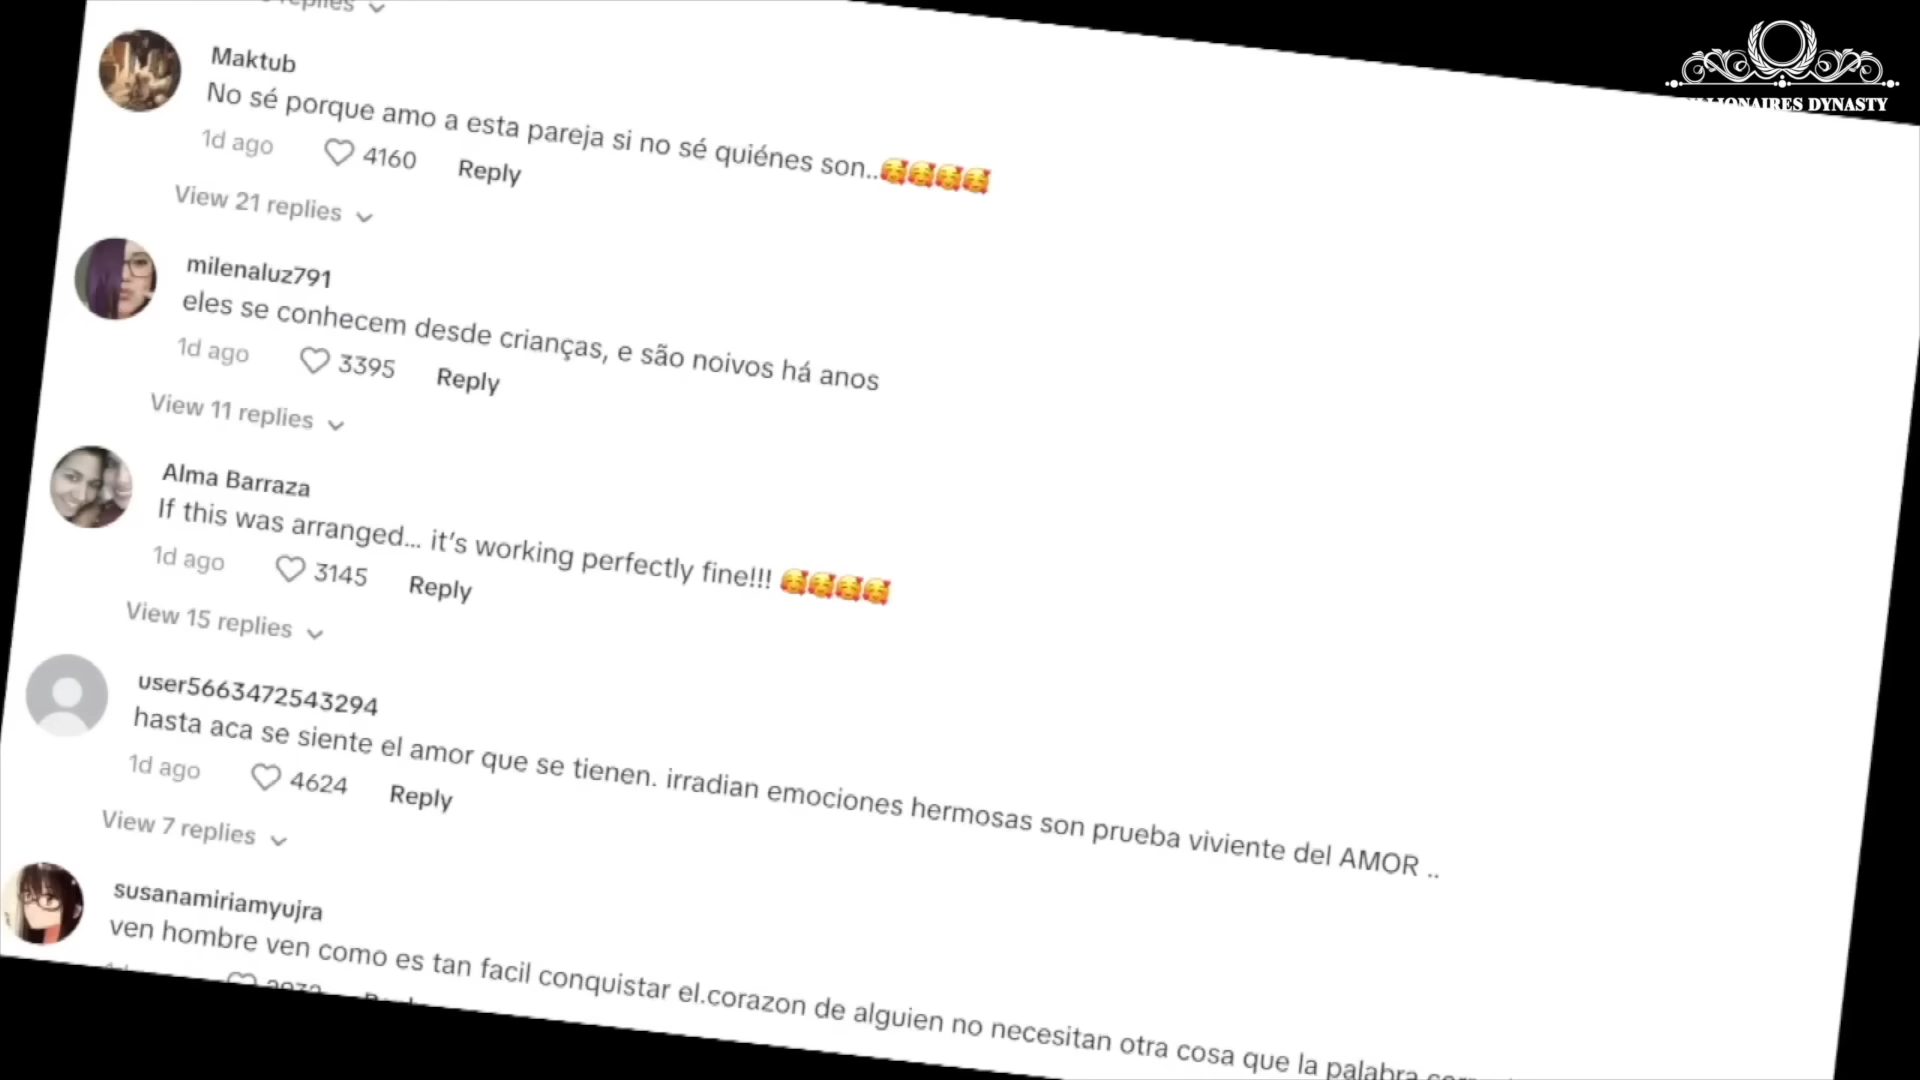 replies
Maktub
No sé porque amo a esta pareja si no sé quiénes son..🥰🥰🥰🥰
1d ago 4160 Reply
View 21 replies
milenaluz791
eles se conhecem desde crianças, e são noivos há anos
1d ago 3395 Reply
View 11 replies
Alma Barraza
If this was arranged... it's working perfectly fine!!! 🥰🥰🥰🥰
1d ago 3145 Reply
View 15 replies
user5663472543294
hasta aca se siente el amor que se tienen. irradian emociones hermosas son prueba viviente del AMOR ..
1d ago 4624 Reply
View 7 replies
susanamiriamyujra
ven hombre ven como es tan facil conquistar el.corazon de alguien no necesitan otra cosa que la palabra
DYNASTY